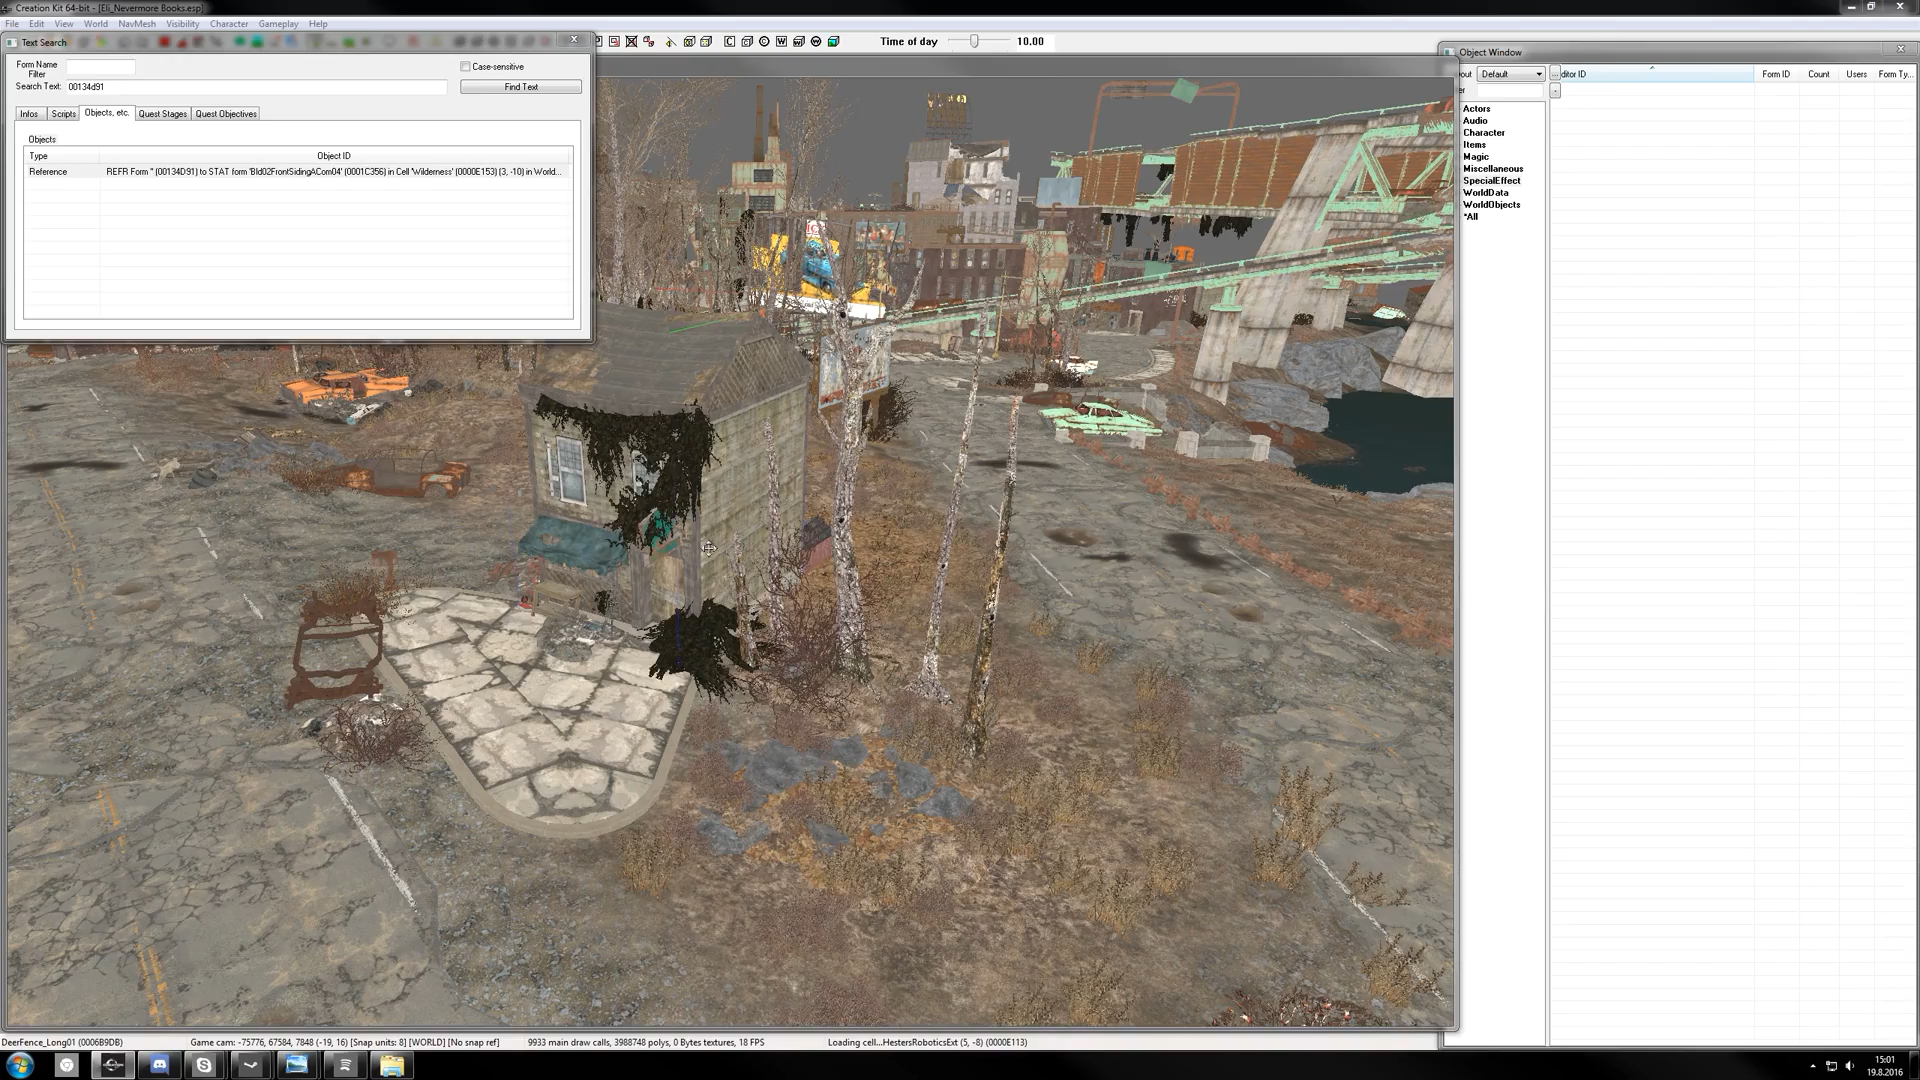 Creation Kit 64-bit - [Eli_Nevermore Books.esp]
File Edit View World NavMesh Visibility Character Gameplay Help
Text Search
Time of day 10.00
Form Name
Filter
Case-sensitive
Search Text: 00134d91
Find Text
Infos Scripts Objects, etc. Quest Stages Quest Objectives
Objects
Type Object ID
Reference REFR Form '' (00134D91) to STAT form 'Bld02FrontSidingACom04' (0001C356) in Cell 'Wilderness' (0000E153) (3, -10) in World...
Object Window
out Default ... ditor ID Form ID Count Users Form Ty...
er
Actors
Audio
Character
Items
Magic
Miscellaneous
SpecialEffect
WorldData
WorldObjects
*All
DeerFence_Long01 (0006B9DB) Game cam: -75776, 67584, 7848 (-19, 16) [Snap units: 8] [WORLD] [No snap ref] 9933 main draw calls, 3988748 polys, 0 Bytes textures, 18 FPS Loading cell...HestersRoboticsExt (5, -8) (0000E113)
15:01
19.8.2016